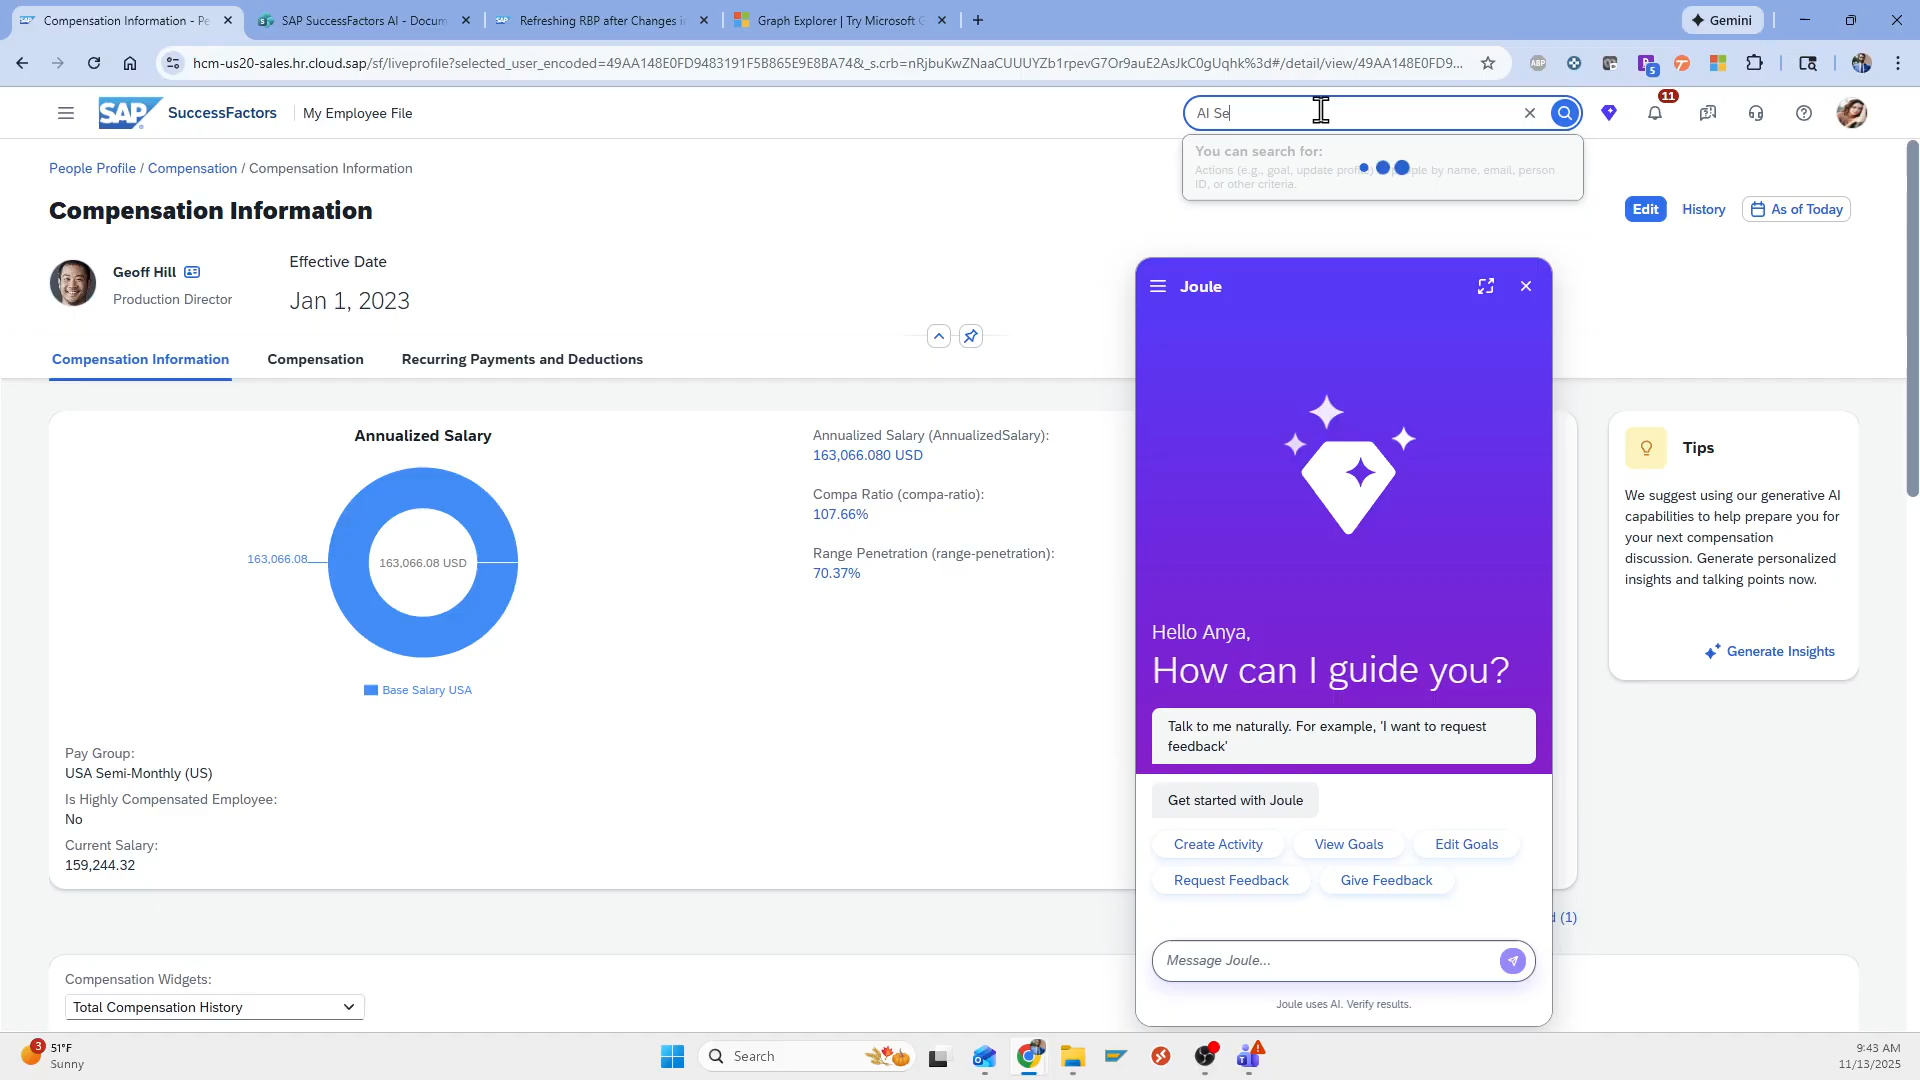 Compensation Information - Pe
SAP SuccessFactors AI - Docum
Refreshing RBP after Changes i
Graph Explorer | Try Microsoft G
Gemini
hcm-us20-sales.hr.cloud.sap/sf/liveprofile?selected_user_encoded=49AA148E0FD9483191F5B865E9E8BA74&_s.crb=nRjbuKwZNaaCUUUYZb1rpevG7Or9auE2AsJkC0gUqhk%3d#/detail/view/49AA148E0FD9...
ABP
5
SAP SuccessFactors
My Employee File
AI Se
11
You can search for:
Actions (e.g., goal, update
people by name, email, person
ID, or other criteria.
People Profile / Compensation / Compensation Information
Compensation Information
Edit
History
As of Today
Geoff Hill
Production Director
Effective Date
Jan 1, 2023
Compensation Information
Compensation
Recurring Payments and Deductions
Annualized Salary
163,066.08
163,066.08 USD
Base Salary USA
Annualized Salary (AnnualizedSalary):
163,066.080 USD
Compa Ratio (compa-ratio):
107.66%
Range Penetration (range-penetration):
70.37%
Pay Group:
USA Semi-Monthly (US)
Is Highly Compensated Employee:
No
Current Salary:
159,244.32
(1)
Compensation Widgets:
Total Compensation History
Tips
We suggest using our generative AI
capabilities to help prepare you for
your next compensation
discussion. Generate personalized
insights and talking points now.
Generate Insights
Joule
Hello Anya,
How can I guide you?
Talk to me naturally. For example, 'I want to request
feedback'
Get started with Joule
Create Activity
View Goals
Edit Goals
Request Feedback
Give Feedback
Message Joule...
Joule uses AI. Verify results.
3
51°F
Sunny
Search
9:43 AM
11/13/2025